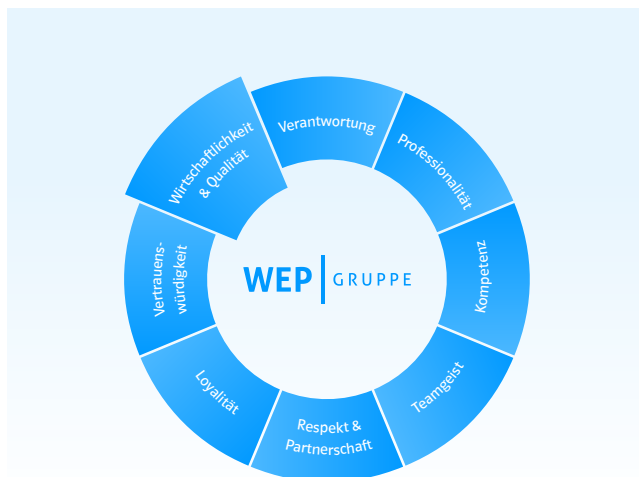 Verantwortung
Professionalität
Kompetenz
Teamgeist
Respekt &
Partnerschaft
Loyalität
Vertrauens-
würdigkeit
Wirtschaftlichkeit
& Qualität
WEP GRUPPE